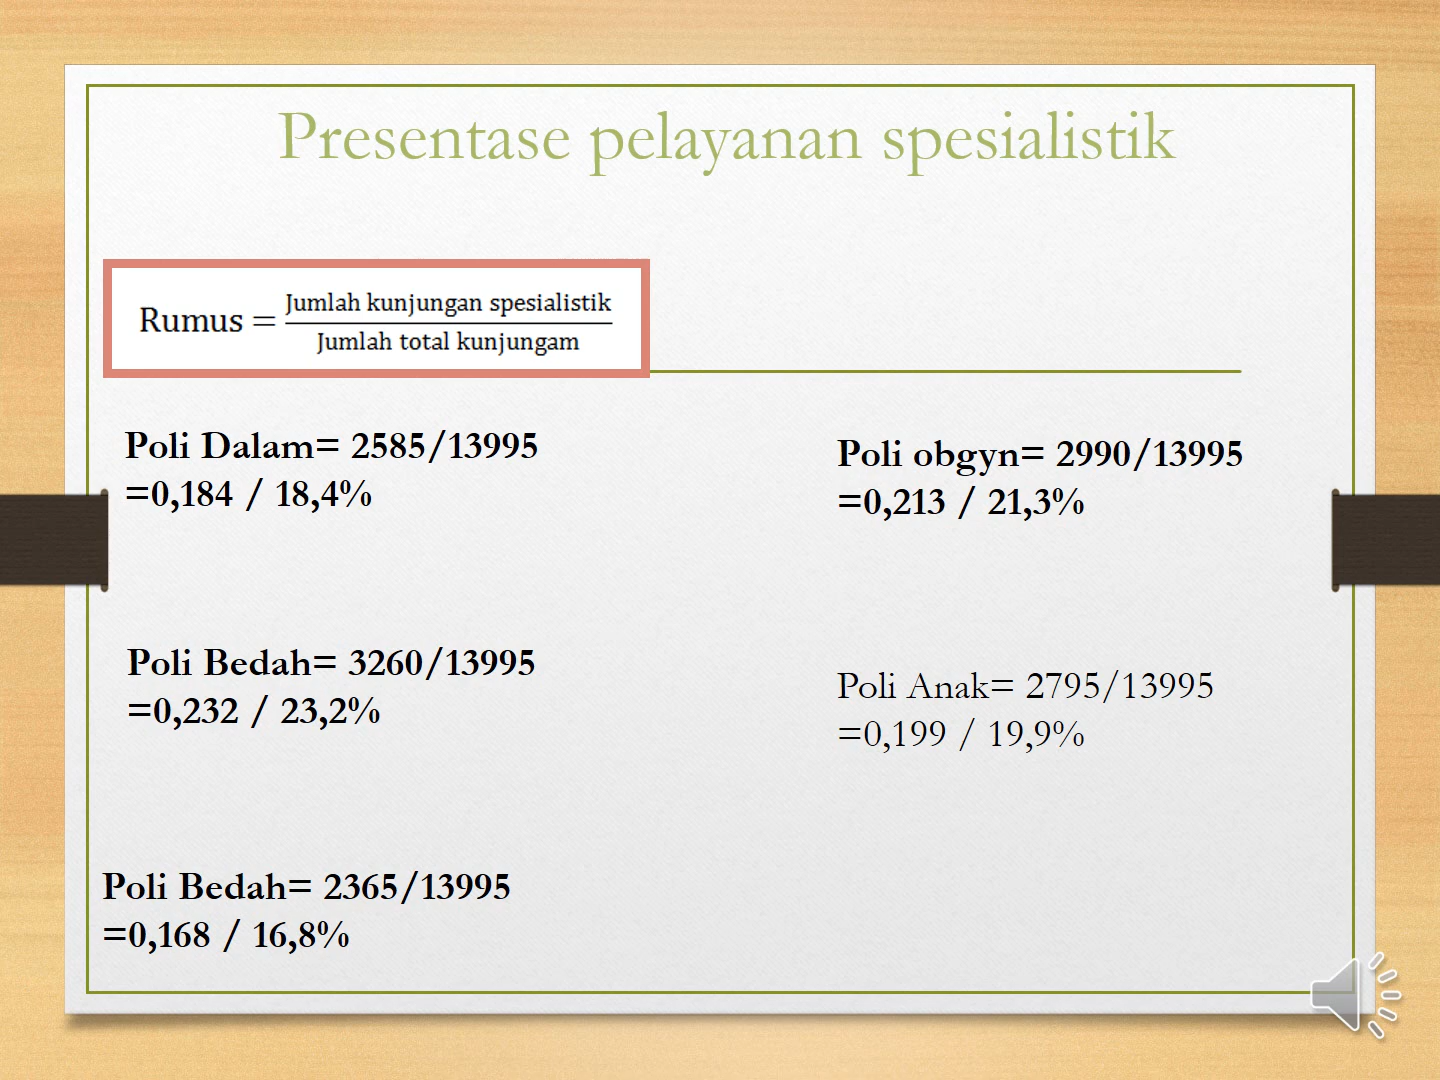 Presentase pelayanan spesialistik
Rumus = Jumlah kunjungan spesialistik / Jumlah total kunjungam
Poli Dalam= 2585/13995
=0,184 / 18,4%
Poli obgyn= 2990/13995
=0,213 / 21,3%
Poli Bedah= 3260/13995
=0,232 / 23,2%
Poli Anak= 2795/13995
=0,199 / 19,9%
Poli Bedah= 2365/13995
=0,168 / 16,8%